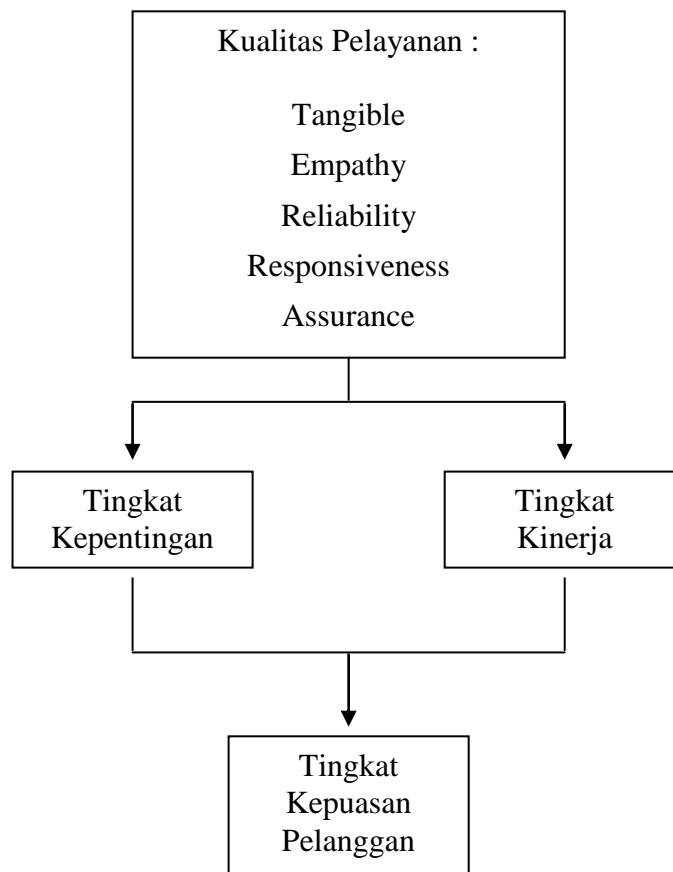 Kualitas Pelayanan :
Tangible
Empathy
Reliability
Responsiveness
Assurance
Tingkat
Kepentingan
Tingkat
Kinerja
Tingkat
Kepuasan
Pelanggan